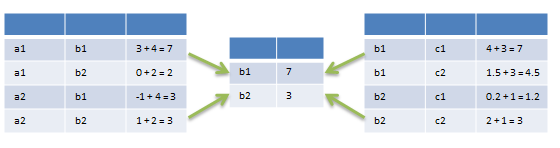 a1 b1 3 + 4 = 7
a1 b2 0 + 2 = 2
a2 b1 -1 + 4 = 3
a2 b2 1 + 2 = 3
b1 7
b2 3
b1 c1 4 + 3 = 7
b1 c2 1.5 + 3 = 4.5
b2 c1 0.2 + 1 = 1.2
b2 c2 2 + 1 = 3